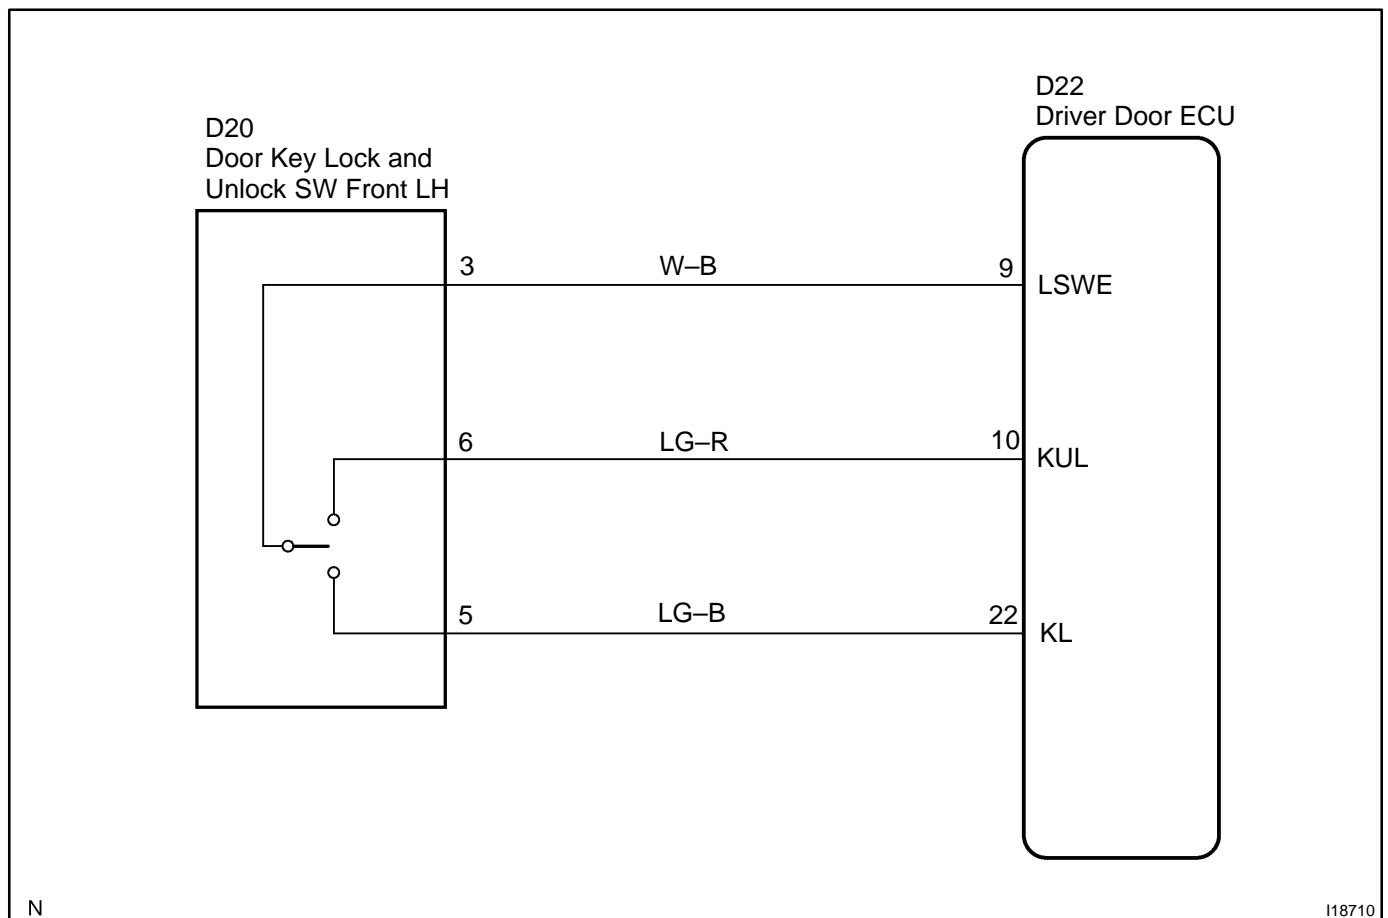 D22
Driver Door ECU
D20
Door Key Lock and
Unlock SW Front LH
3 W–B 9 LSWE
6 LG–R 10 KUL
5 LG–B 22 KL
N I18710